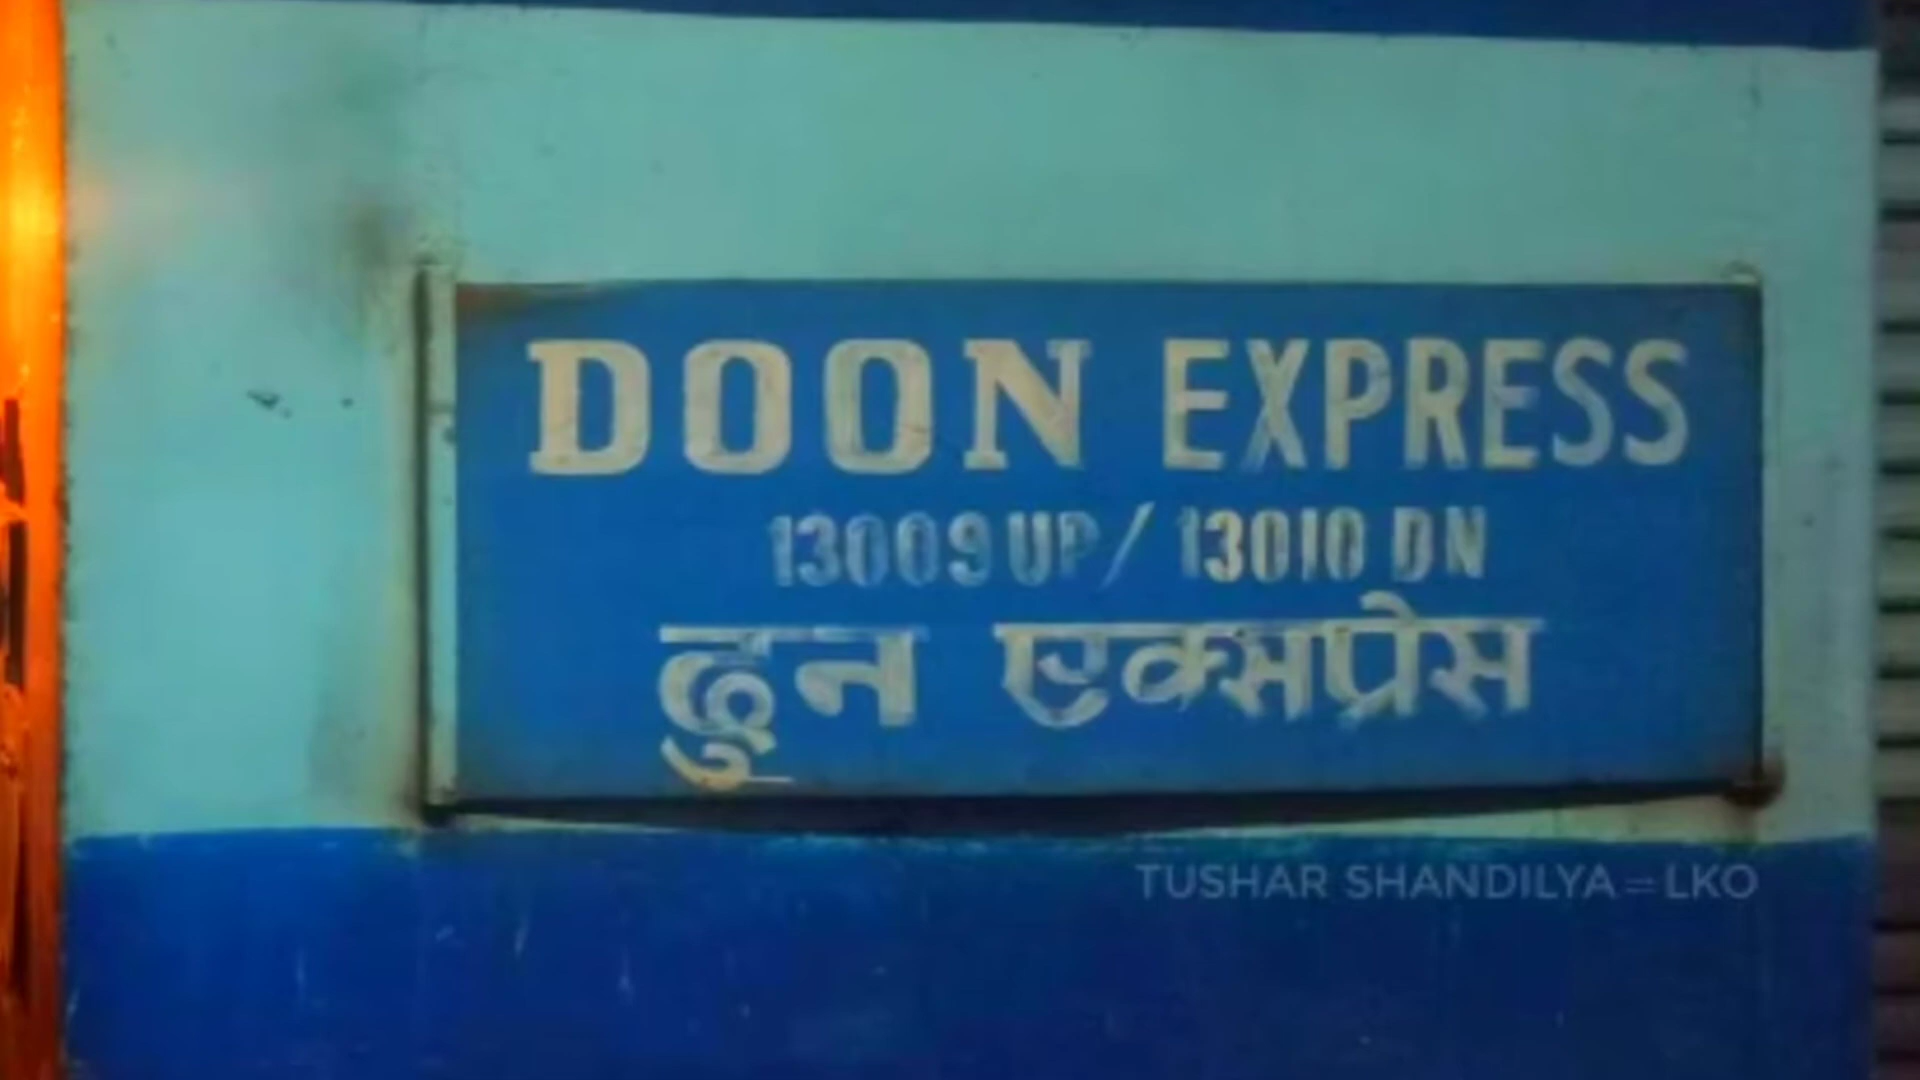 DOON EXPRESS
13009 UP / 13010 DN
दून एक्सप्रेस
TUSHAR SHANDILYA = LKO